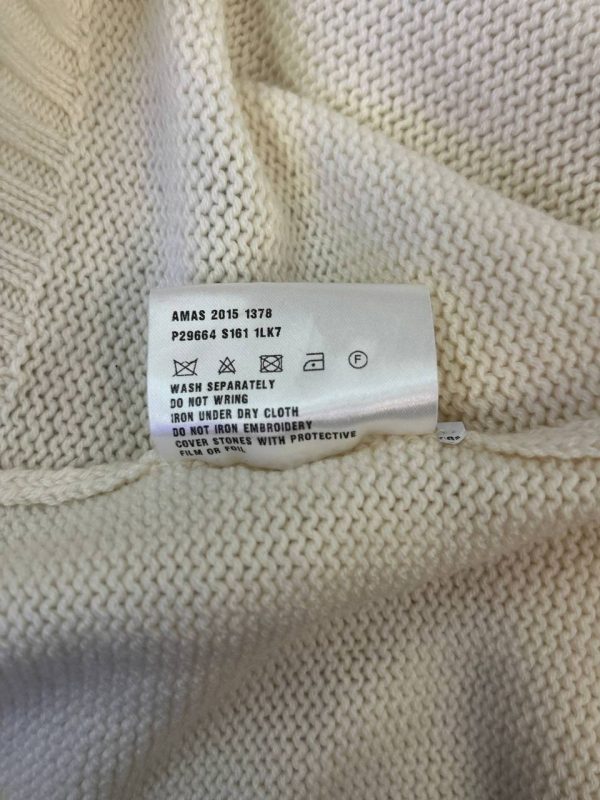 AMAS 2015 1378
P29664 S161 1LK7
F
WASH SEPARATELY
DO NOT WRING
IRON UNDER DRY CLOTH
DO NOT IRON EMBROIDERY
COVER STONES WITH PROTECTIVE
FILM OR FOIL